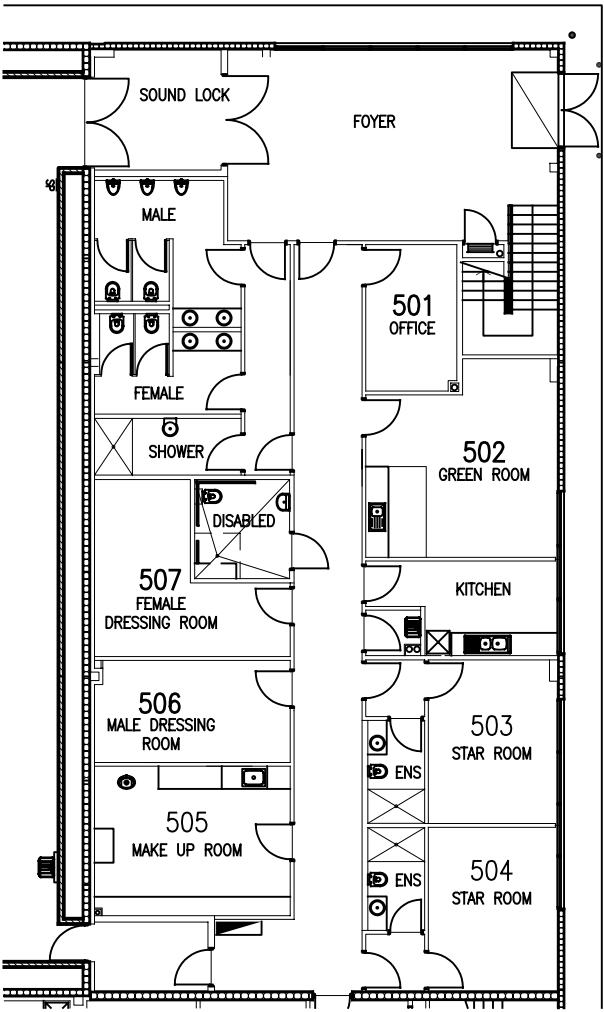 SOUND LOCK
FOYER
MALE
501
OFFICE
FEMALE
SHOWER
502
GREEN ROOM
DISABLED
507
FEMALE
DRESSING ROOM
KITCHEN
506
MALE DRESSING
ROOM
503
STAR ROOM
ENS
505
MAKE UP ROOM
504
STAR ROOM
ENS